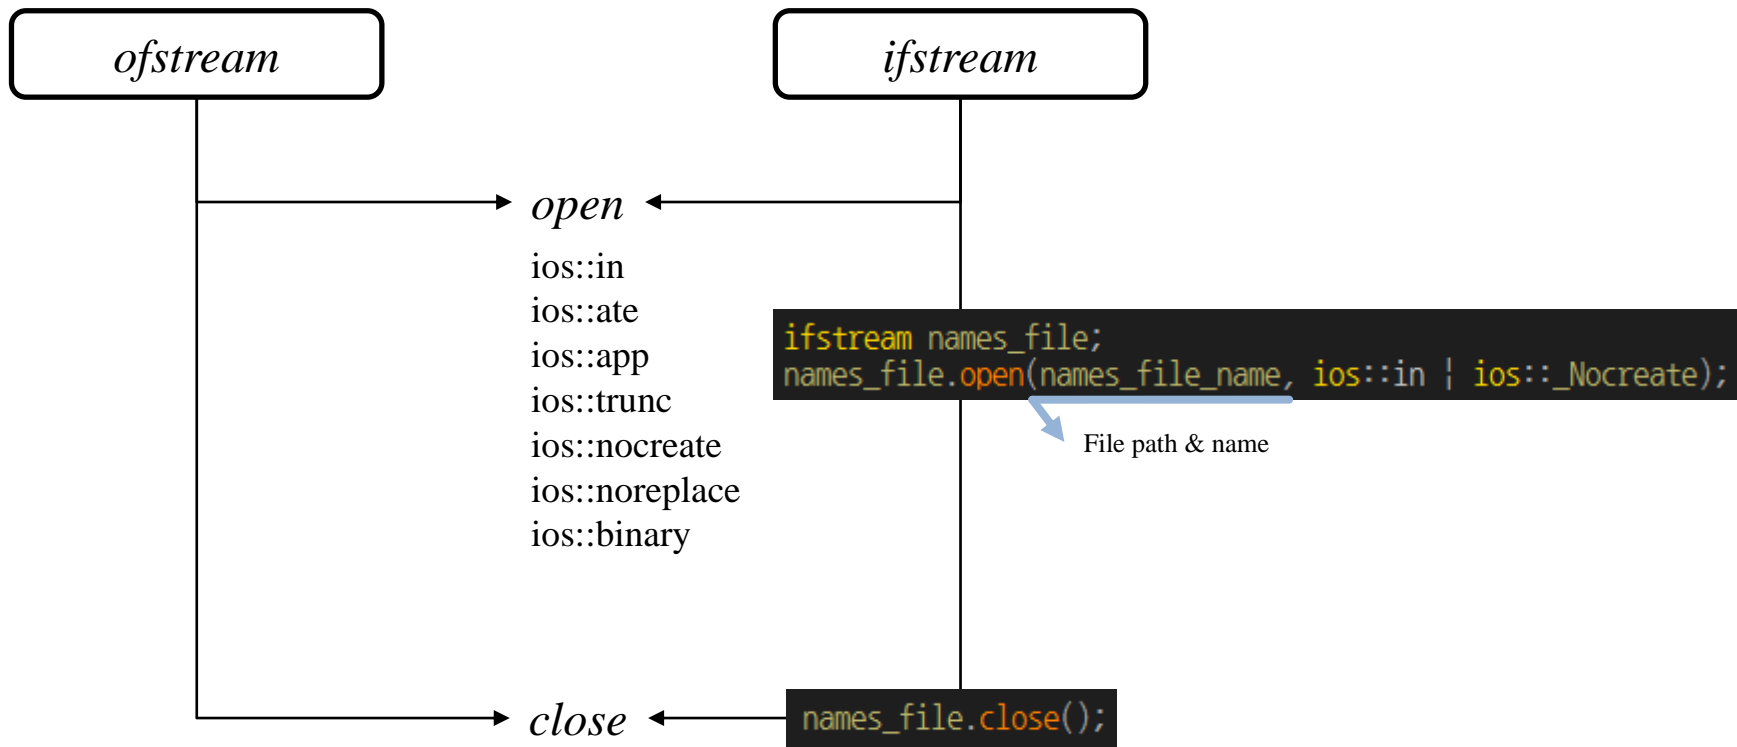 ofstream
ifstream
open
ios::in
ios::ate
ios::app
ios::trunc
ios::nocreate
ios::noreplace
ios::binary
ifstream names_file;
names_file.open(names_file_name, ios::in | ios::_Nocreate);
File path & name
close
names_file.close();